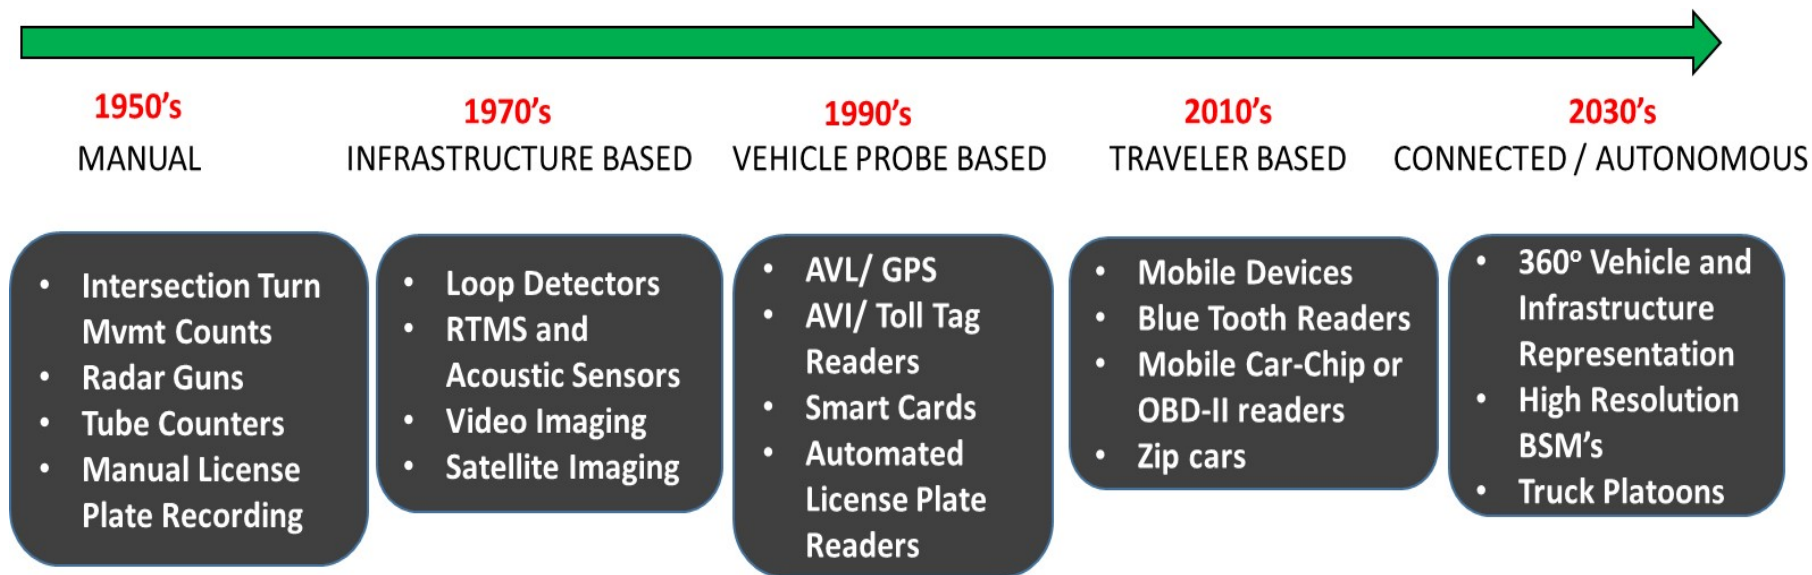 1950's
MANUAL
1970's
INFRASTRUCTURE BASED
1990's
VEHICLE PROBE BASED
2010's
TRAVELER BASED
2030's
CONNECTED / AUTONOMOUS
• Intersection Turn
Mvmt Counts
• Radar Guns
• Tube Counters
• Manual License
Plate Recording
• Loop Detectors
• RTMS and
Acoustic Sensors
• Video Imaging
• Satellite Imaging
• AVL/ GPS
• AVI/ Toll Tag
Readers
• Smart Cards
• Automated
License Plate
Readers
• Mobile Devices
• Blue Tooth Readers
• Mobile Car-Chip or
OBD-II readers
• Zip cars
• 360° Vehicle and
Infrastructure
Representation
• High Resolution
BSM's
• Truck Platoons